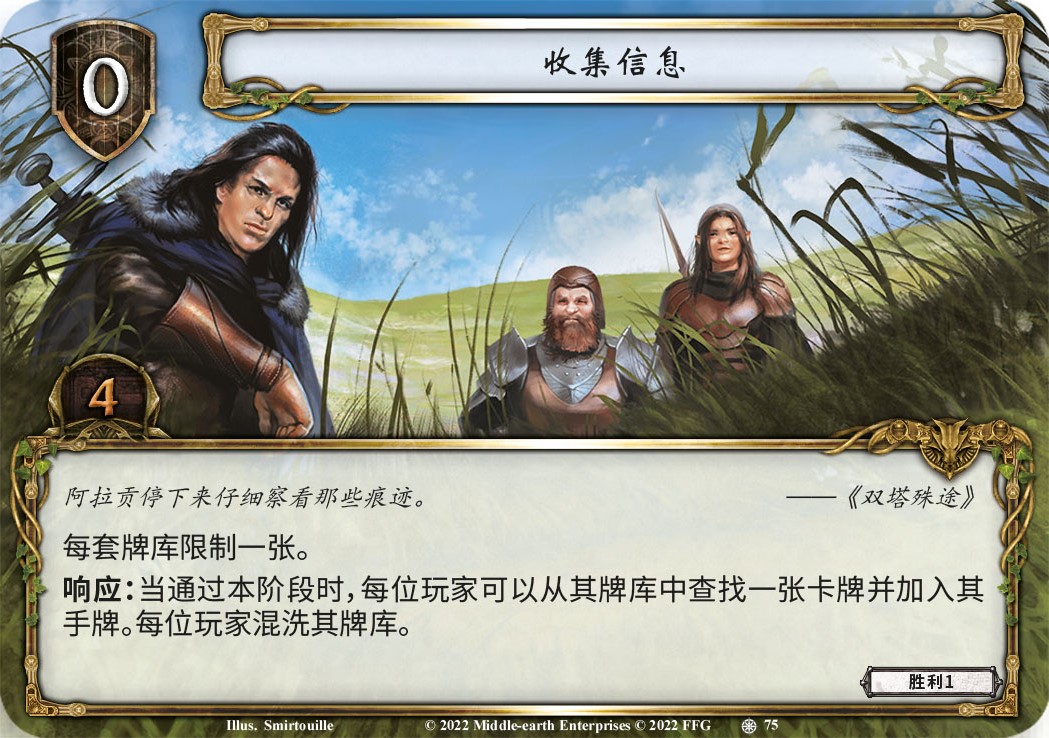 0
收集信息
4
阿拉贡停下来仔细察看那些痕迹。 ——《双塔殊途》
每套牌库限制一张。
响应：当通过本阶段时，每位玩家可以从其牌库中查找一张卡牌并加入其
手牌。每位玩家混洗其牌库。
胜利1
Illus. Smirtouille © 2022 Middle-earth Enterprises © 2022 FFG 75